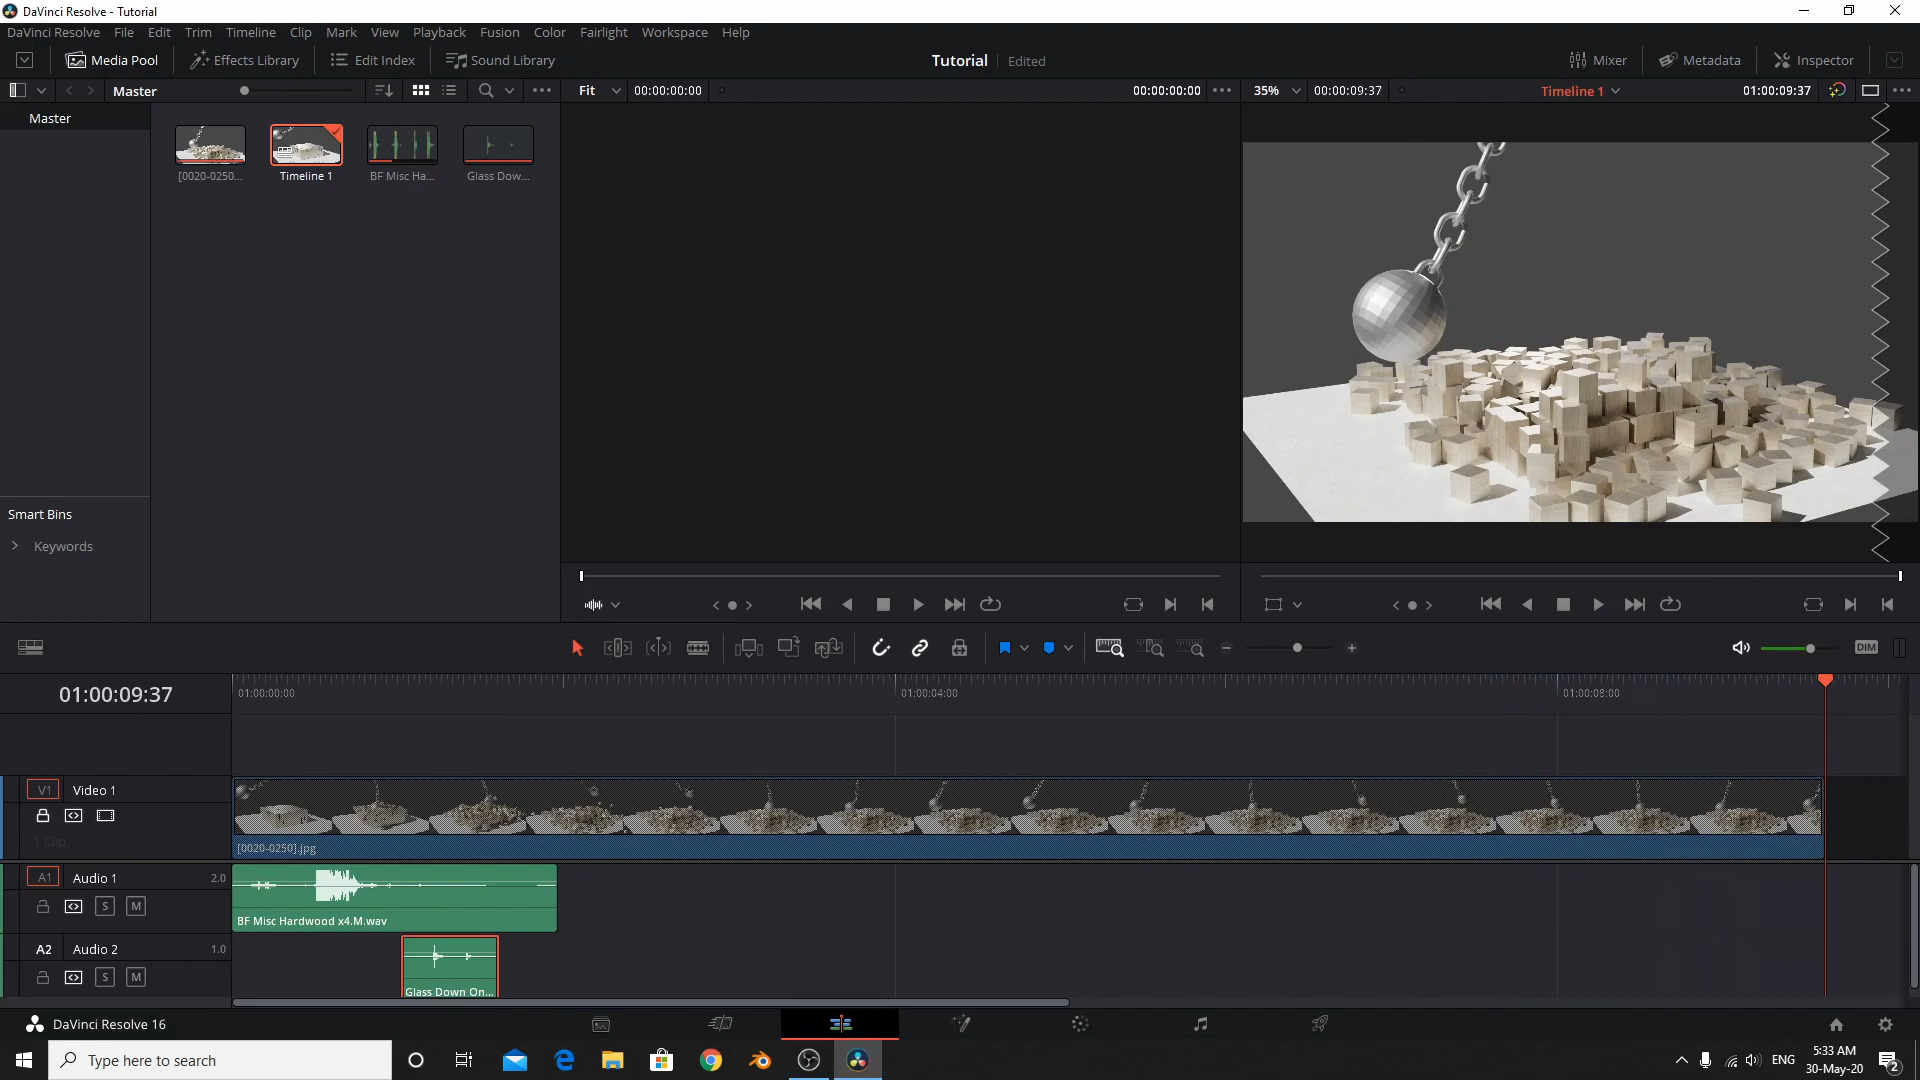 DaVinci Resolve - Tutorial
DaVinci Resolve File Edit Trim Timeline Clip Mark View Playback Fusion Color Fairlight Workspace Help
Media Pool Effects Library Edit Index Sound Library Tutorial Edited Mixer Metadata Inspector
Master Fit 00:00:00:00 00:00:00:00 35% 00:00:09:37 Timeline 1 01:00:09:37
Master
[0020-0250... Timeline 1 BF Misc Ha... Glass Dow...
Smart Bins
Keywords
DIM
01:00:09:37 01:00:00:00 01:00:04:00 01:00:08:00
V1 Video 1
1 Clip
[0020-0250].jpg
A1 Audio 1 2.0
S M
BF Misc Hardwood x4.M.wav
A2 Audio 2 1.0
S M
Glass Down On...
DaVinci Resolve 16
Type here to search
ENG
5:33 AM
30-May-20
2